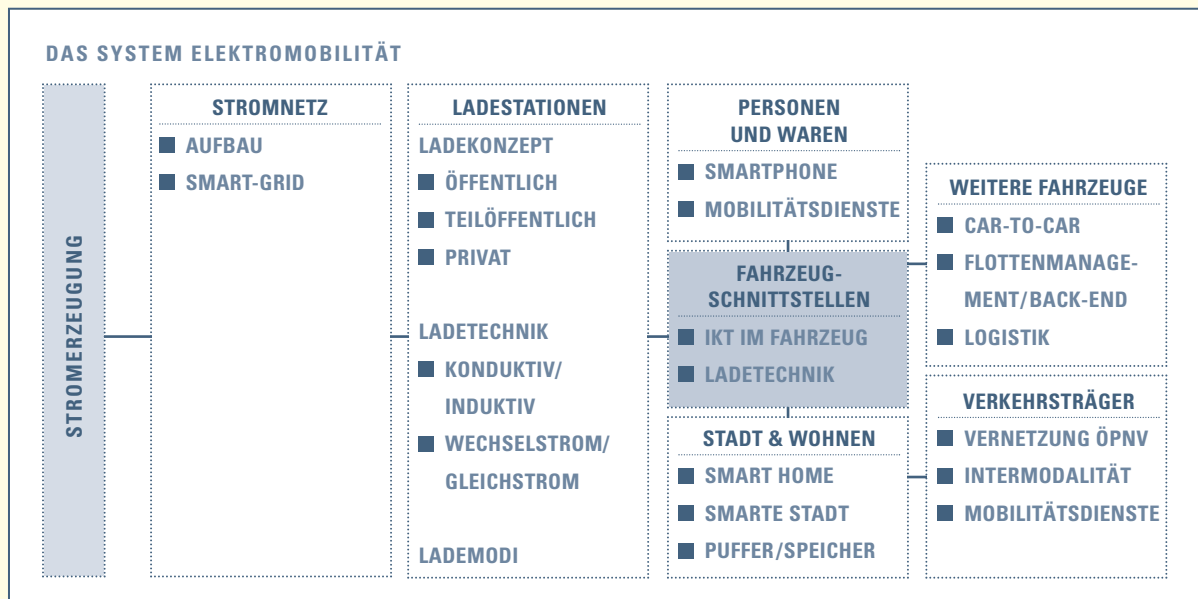 DAS SYSTEM ELEKTROMOBILITÄT
STROMERZEUGUNG
STROMNETZ
AUFBAU
SMART-GRID
LADESTATIONEN
LADEKONZEPT
ÖFFENTLICH
TEILÖFFENTLICH
PRIVAT
LADETECHNIK
KONDUKTIV/
INDUKTIV
WECHSELSTROM/
GLEICHSTROM
LADEMODI
PERSONEN
UND WAREN
SMARTPHONE
MOBILITÄTSDIENSTE
FAHRZEUG-
SCHNITTSTELLEN
IKT IM FAHRZEUG
LADETECHNIK
STADT & WOHNEN
SMART HOME
SMARTE STADT
PUFFER/SPEICHER
WEITERE FAHRZEUGE
CAR-TO-CAR
FLOTTENMANAGE-
MENT/BACK-END
LOGISTIK
VERKEHRSTRÄGER
VERNETZUNG ÖPNV
INTERMODALITÄT
MOBILITÄTSDIENSTE